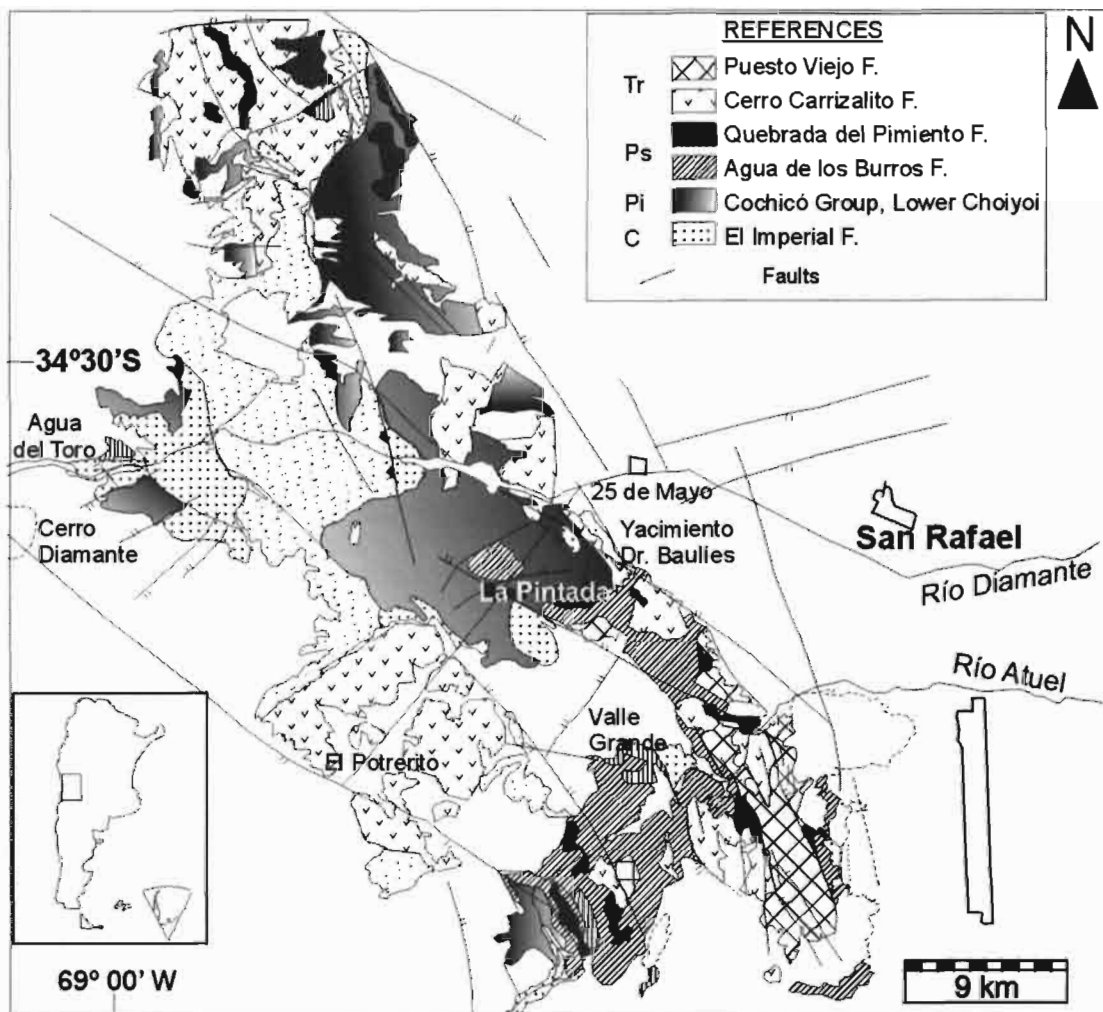 REFERENCES
N
Tr
Puesto Viejo F.
Cerro Carrizalito F.
Ps
Quebrada del Pimiento F.
Agua de los Burros F.
Pi
Cochicó Group, Lower Choiyoi
C
El Imperial F.
Faults
34º30'S
Agua
del Toro
Cerro
Diamante
25 de Mayo
Yacimiento
Dr. Baulies
San Rafael
Río Diamante
La Pintada
Río Atuel
Valle
Grande
El Potrerito
69º 00' W
9 km